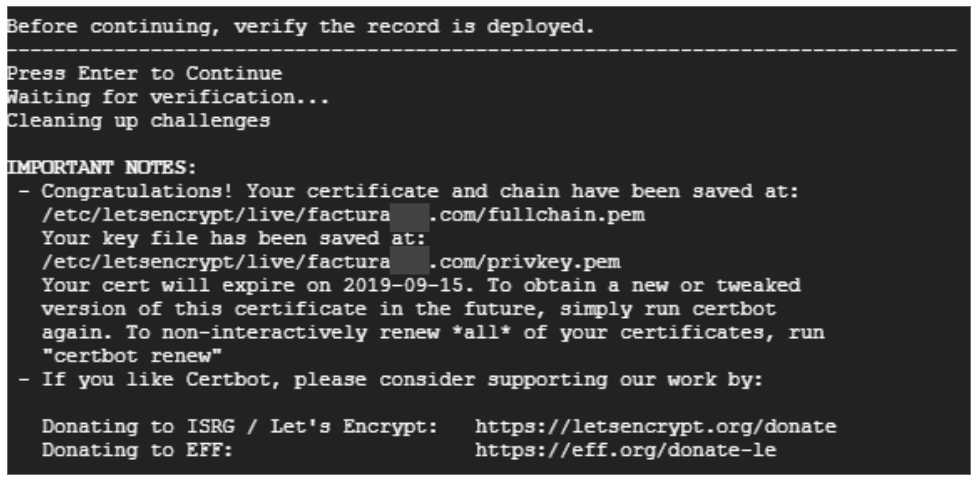 Before continuing, verify the record is deployed.
-------------------------------------------------------------------------------
Press Enter to Continue
Waiting for verification...
Cleaning up challenges
IMPORTANT NOTES:
- Congratulations! Your certificate and chain have been saved at:
/etc/letsencrypt/live/factura .com/fullchain.pem
Your key file has been saved at:
/etc/letsencrypt/live/factura .com/privkey.pem
Your cert will expire on 2019-09-15. To obtain a new or tweaked
version of this certificate in the future, simply run certbot
again. To non-interactively renew *all* of your certificates, run
"certbot renew"
- If you like Certbot, please consider supporting our work by:
Donating to ISRG / Let's Encrypt: https://letsencrypt.org/donate
Donating to EFF: https://eff.org/donate-le